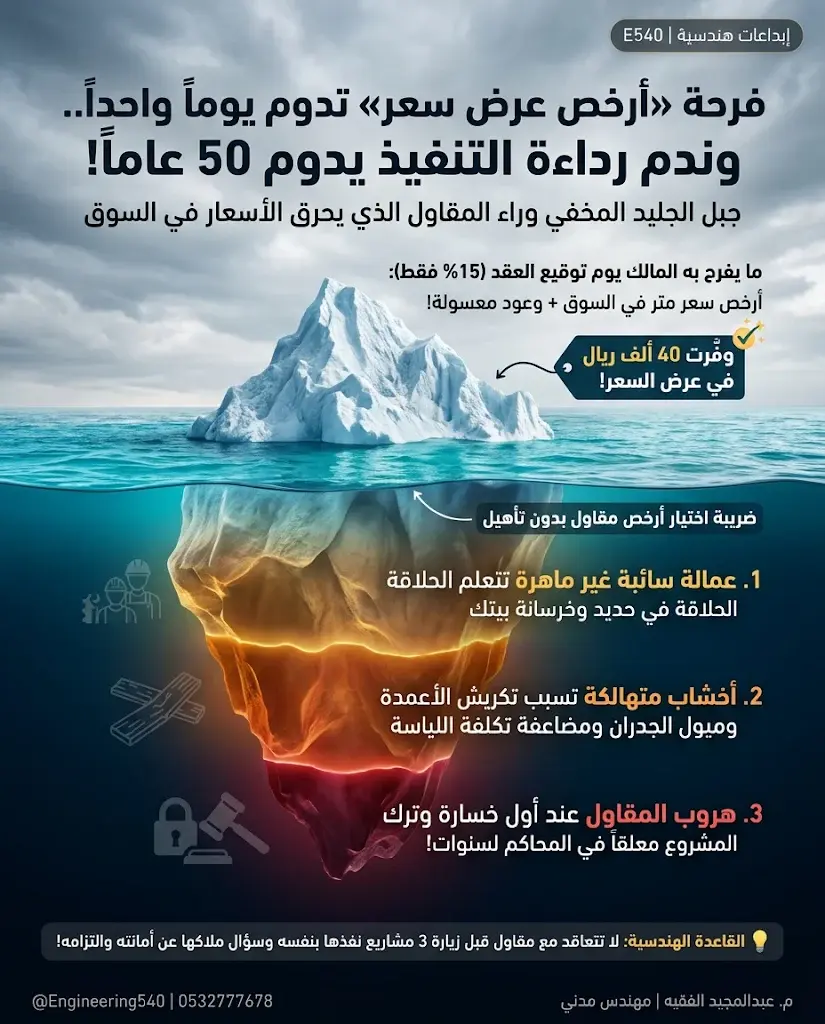 إبداعات هندسية | E540
فرحة «أرخص عرض سعر» تدوم يوماً واحداً..
وندم رداءة التنفيذ يدوم 50 عاماً!
جبل الجليد المخفي وراء المقاول الذي يحرق الأسعار في السوق
ما يفرح به المالك يوم توقيع العقد (15% فقط):
أرخص سعر متر في السوق + وعود معسولة!
وفَّرت 40 ألف ريال
في عرض السعر!
ضريبة اختيار أرخص مقاول بدون تأهيل
1. عمالة سائبة غير ماهرة تتعلم الحلاقة
الحلاقة في حديد وخرسانة بيتك
2. أخشاب متهالكة تسبب تكريش الأعمدة
وميول الجدران ومضاعفة تكلفة اللياسة
3. هروب المقاول عند أول خسارة وترك
المشروع معلقاً في المحاكم لسنوات!
القاعدة الهندسية: لا تتعاقد مع مقاول قبل زيارة 3 مشاريع نفذها بنفسه وسؤال ملاكها عن أمانته والتزامه!
م. عبدالمجيد الفقيه | مهندس مدني
@Engineering540 | 0532777678